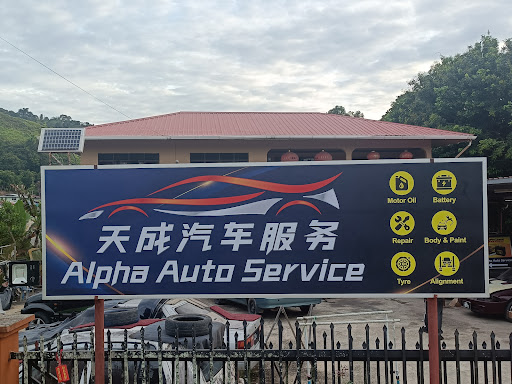 天成汽车服务
Alpha Auto Service
Motor Oil
Battery
Repair
Body & Paint
Tyre
Alignment